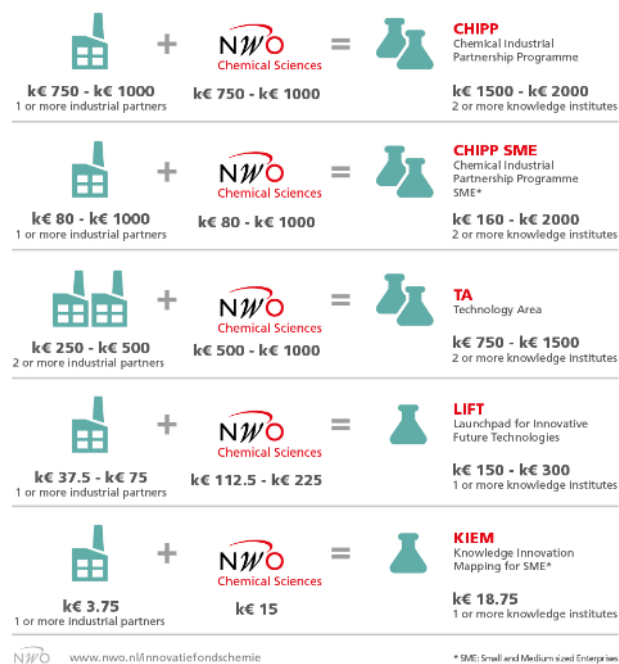 NWO
Chemical Sciences
CHIPP
Chemical Industrial
Partnership Programme
k€ 750 - k€ 1000
1 or more industrial partners
k€ 750 - k€ 1000
k€ 1500 - k€ 2000
2 or more knowledge institutes
NWO
Chemical Sciences
CHIPP SME
Chemical Industrial
Partnership Programme
SME*
k€ 80 - k€ 1000
1 or more industrial partners
k€ 80 - k€ 1000
k€ 160 - k€ 2000
2 or more knowledge institutes
NWO
Chemical Sciences
TA
Technology Area
k€ 250 - k€ 500
2 or more industrial partners
k€ 500 - k€ 1000
k€ 750 - k€ 1500
2 or more knowledge institutes
NWO
Chemical Sciences
LIFT
Launchpad for Innovative
Future Technologies
k€ 37.5 - k€ 75
1 or more industrial partners
k€ 112.5 - k€ 225
k€ 150 - k€ 300
1 or more knowledge institutes
NWO
Chemical Sciences
KIEM
Knowledge Innovation
Mapping for SME*
k€ 3.75
1 or more industrial partners
k€ 15
k€ 18.75
1 or more knowledge institutes
NWO
www.nwo.nl/innovatiefondschemie
* SME: Small and Medium sized Enterprises